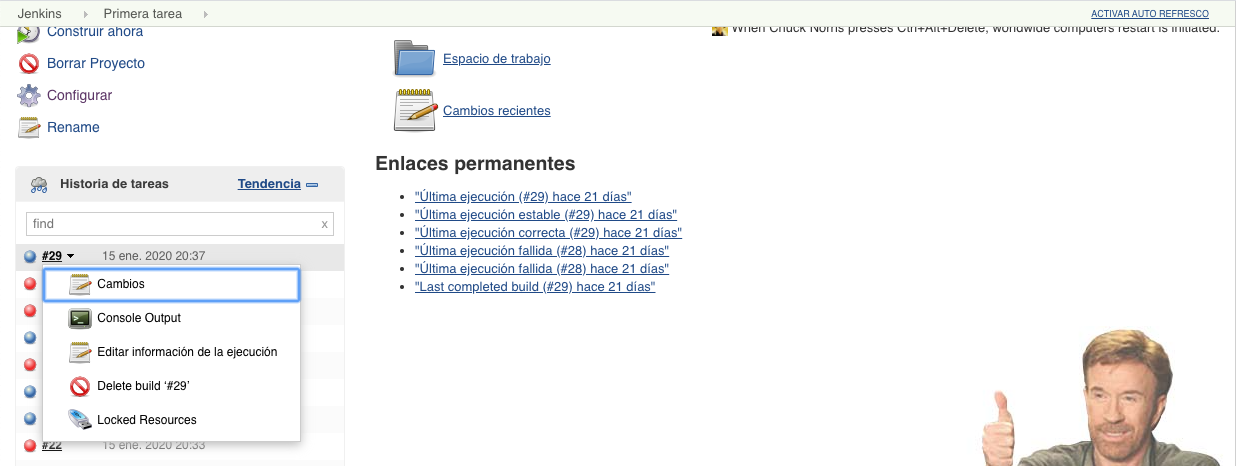 Jenkins Primera tarea ACTIVAR AUTO REFRESCO
When Chuck Norris presses Ctrl+Alt+Delete, worldwide computers restart is initiated.
Construir ahora
Borrar Proyecto
Configurar
Rename
Espacio de trabajo
Cambios recientes
Historia de tareas Tendencia
find x
#29 15 ene. 2020 20:37
Cambios
Console Output
Editar información de la ejecución
Delete build ‘#29’
Locked Resources
#22 15 ene. 2020 20:33
Enlaces permanentes
"Última ejecución (#29) hace 21 días"
"Última ejecución estable (#29) hace 21 días"
"Última ejecución correcta (#29) hace 21 días"
"Última ejecución fallida (#28) hace 21 días"
"Última ejecución fallida (#28) hace 21 días"
"Last completed build (#29) hace 21 días"